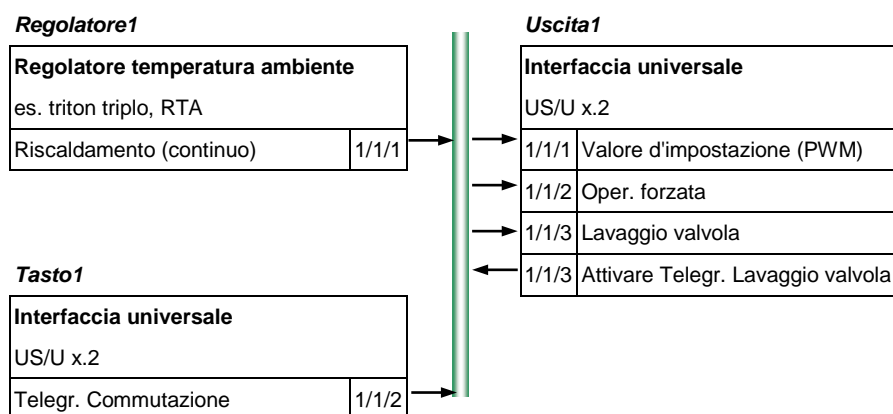 Regolatore1
Regolatore temperatura ambiente
es. triton triplo, RTA
Riscaldamento (continuo) 1/1/1
Uscita1
Interfaccia universale
US/U x.2
1/1/1 Valore d'impostazione (PWM)
1/1/2 Oper. forzata
1/1/3 Lavaggio valvola
1/1/3 Attivare Telegr. Lavaggio valvola
Tasto1
Interfaccia universale
US/U x.2
Telegr. Commutazione 1/1/2